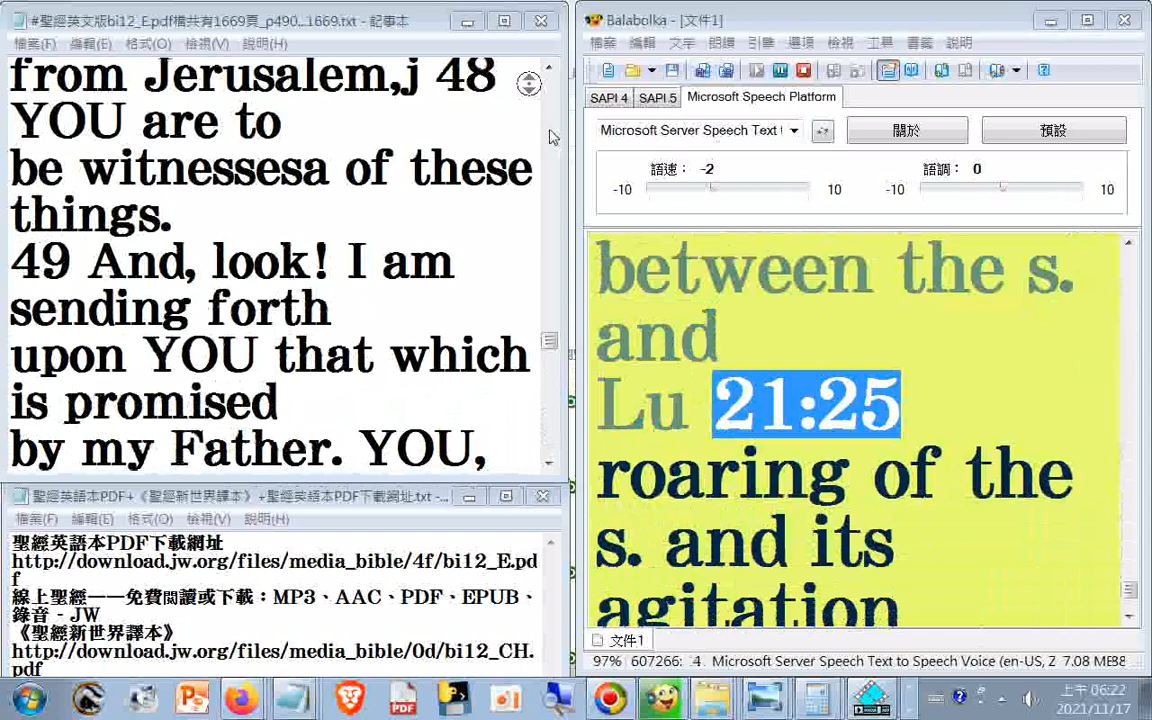 #聖經英文版bi12_E.pdf檔共有1669頁_p490...1669.txt - 記事本
檔案(F) 編輯(E) 格式(O) 檢視(V) 說明(H)
from Jerusalem,j 48
YOU are to
be witnessesa of these
things.
49 And, look! I am
sending forth
upon YOU that which
is promised
by my Father. YOU,
聖經英語本PDF+《聖經新世界譯本》+聖經英語本PDF下載網址.txt - ...
檔案(F) 編輯(E) 格式(O) 檢視(V) 說明(H)
聖經英語本PDF下載網址
http://download.jw.org/files/media_bible/4f/bi12_E.pd
f
線上聖經——免費閱讀或下載：MP3、AAC、PDF、EPUB、
錄音 - JW
《聖經新世界譯本》
http://download.jw.org/files/media_bible/0d/bi12_CH.
pdf
Balabolka - [文件1]
檔案 編輯 文字 朗讀 引擎 選項 檢視 工具 書籤 說明
SAPI 4 SAPI 5 Microsoft Speech Platform
Microsoft Server Speech Text 關於 預設
語速： -2 語調： 0
-10 10 -10 10
between the s.
and
Lu 21:25
roaring of the
s. and its
agitation
文件1
97% 607266: Microsoft Server Speech Text to Speech Voice (en-US, Z 7.08 MB
上午 06:22
2021/11/17